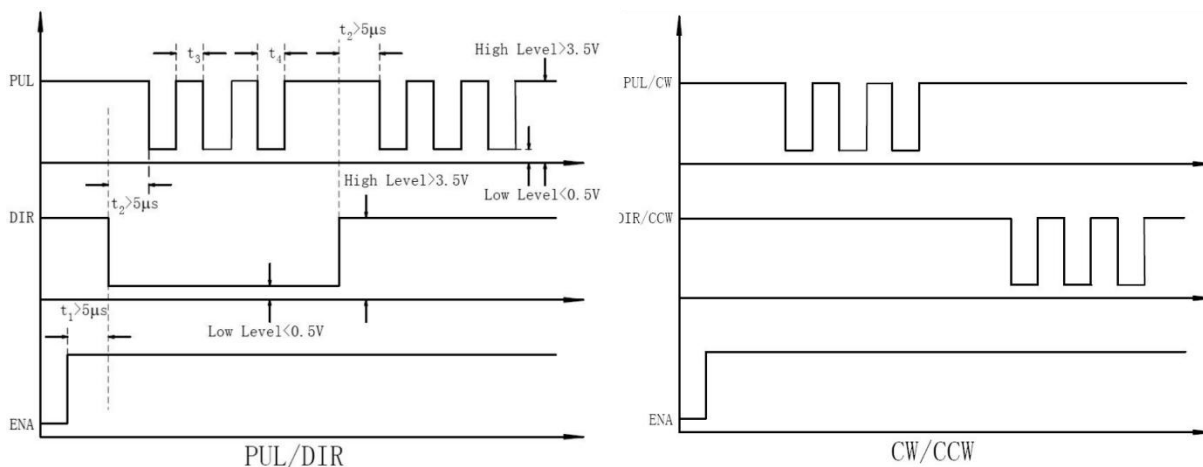 t₂>5μs
t₃
t₄
High Level>3.5V
PUL
Low Level<0.5V
t₂>5μs
High Level>3.5V
DIR
t₁>5μs
Low Level<0.5V
ENA
PUL/DIR
PUL/CW
DIR/CCW
ENA
CW/CCW